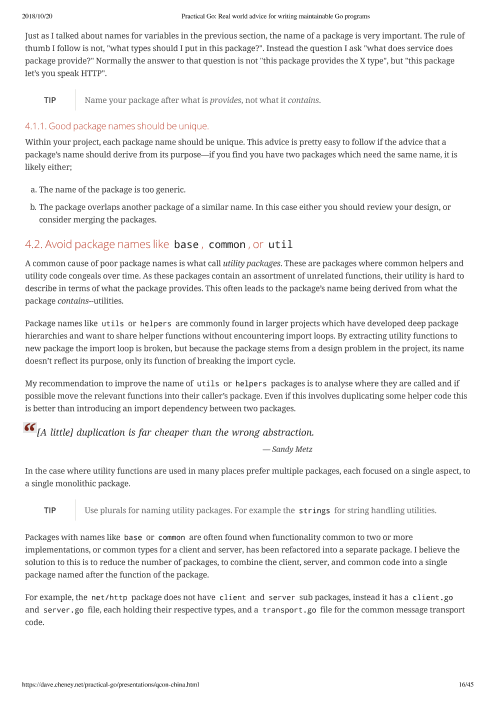 2018/10/20 Practical Go: Real world advice for writing maintainable Go programs
Just as I talked about names for variables in the previous section, the name of a package is very important. The rule of
thumb I follow is not, "what types should I put in this package?". Instead the question I ask "what does service does
package provide?" Normally the answer to that question is not "this package provides the X type", but "this package
let's you speak HTTP".
TIP Name your package after what is provides, not what it contains.
4.1.1. Good package names should be unique.
Within your project, each package name should be unique. This advice is pretty easy to follow if the advice that a
package's name should derive from its purpose—if you find you have two packages which need the same name, it is
likely either;
a. The name of the package is too generic.
b. The package overlaps another package of a similar name. In this case either you should review your design, or
consider merging the packages.
4.2. Avoid package names like base, common, or util
A common cause of poor package names is what call utility packages. These are packages where common helpers and
utility code congeals over time. As these packages contain an assortment of unrelated functions, their utility is hard to
describe in terms of what the package provides. This often leads to the package's name being derived from what the
package contains--utilities.
Package names like utils or helpers are commonly found in larger projects which have developed deep package
hierarchies and want to share helper functions without encountering import loops. By extracting utility functions to
new package the import loop is broken, but because the package stems from a design problem in the project, its name
doesn't reflect its purpose, only its function of breaking the import cycle.
My recommendation to improve the name of utils or helpers packages is to analyse where they are called and if
possible move the relevant functions into their caller's package. Even if this involves duplicating some helper code this
is better than introducing an import dependency between two packages.
“[A little] duplication is far cheaper than the wrong abstraction.
— Sandy Metz
In the case where utility functions are used in many places prefer multiple packages, each focused on a single aspect, to
a single monolithic package.
TIP Use plurals for naming utility packages. For example the strings for string handling utilities.
Packages with names like base or common are often found when functionality common to two or more
implementations, or common types for a client and server, has been refactored into a separate package. I believe the
solution to this is to reduce the number of packages, to combine the client, server, and common code into a single
package named after the function of the package.
For example, the net/http package does not have client and server sub packages, instead it has a client.go
and server.go file, each holding their respective types, and a transport.go file for the common message transport
code.
https://dave.cheney.net/practical-go/presentations/qcon-china.html 16/45